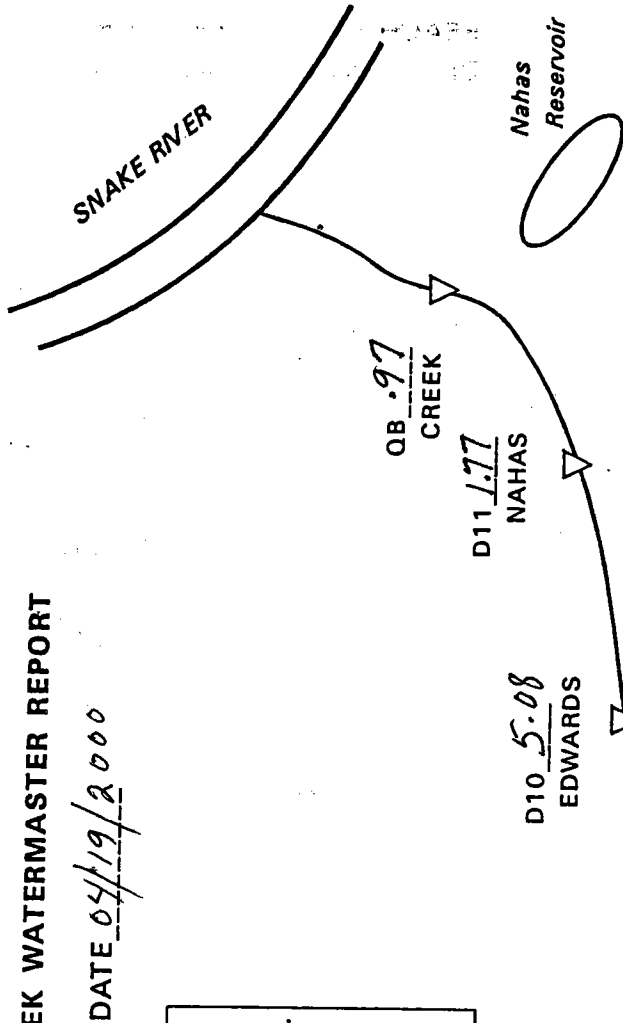 EK WATERMASTER REPORT
DATE 04/19/2000
SNAKE RIVER
Nahas
Reservoir
QB .97
CREEK
D11 1.77
NAHAS
D10 5.08
EDWARDS